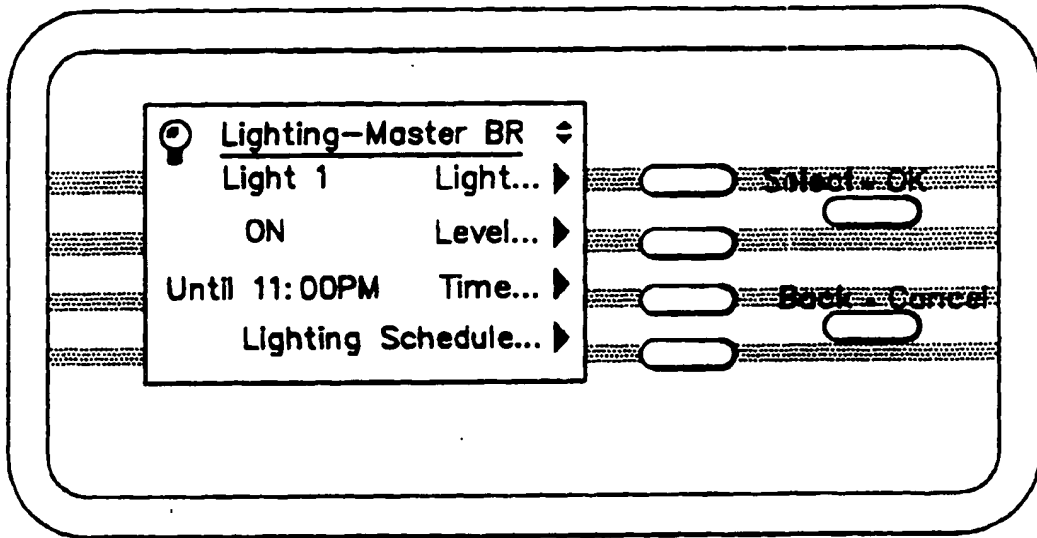 Lighting-Master BR
Light 1 Light...
ON Level...
Until 11:00PM Time...
Lighting Schedule...
Select - OK
Back - Cancel